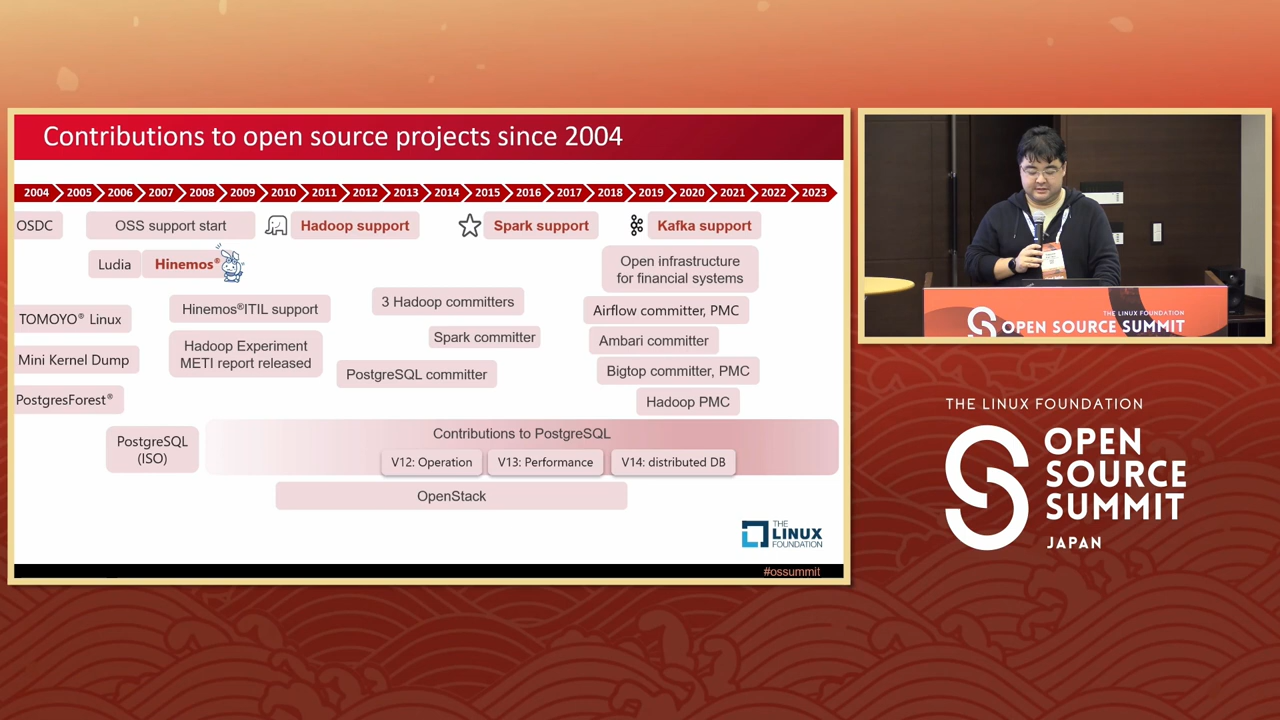 Contributions to open source projects since 2004
2004 2005 2006 2007 2008 2009 2010 2011 2012 2013 2014 2015 2016 2017 2018 2019 2020 2021 2022 2023
OSDC
OSS support start
Hadoop support
Spark support
Kafka support
Ludia
Hinemos®
Open infrastructure
for financial systems
TOMOYO® Linux
Hinemos®ITIL support
3 Hadoop committers
Airflow committer, PMC
Mini Kernel Dump
Hadoop Experiment
METI report released
Spark committer
Ambari committer
PostgreSQL committer
Bigtop committer, PMC
PostgresForest®
Hadoop PMC
PostgreSQL
(ISO)
Contributions to PostgreSQL
V12: Operation
V13: Performance
V14: distributed DB
OpenStack
THE
LINUX
FOUNDATION
#ossummit
THE LINUX FOUNDATION
OPEN SOURCE SUMMIT
THE LINUX FOUNDATION
OPEN
SOURCE
SUMMIT
JAPAN